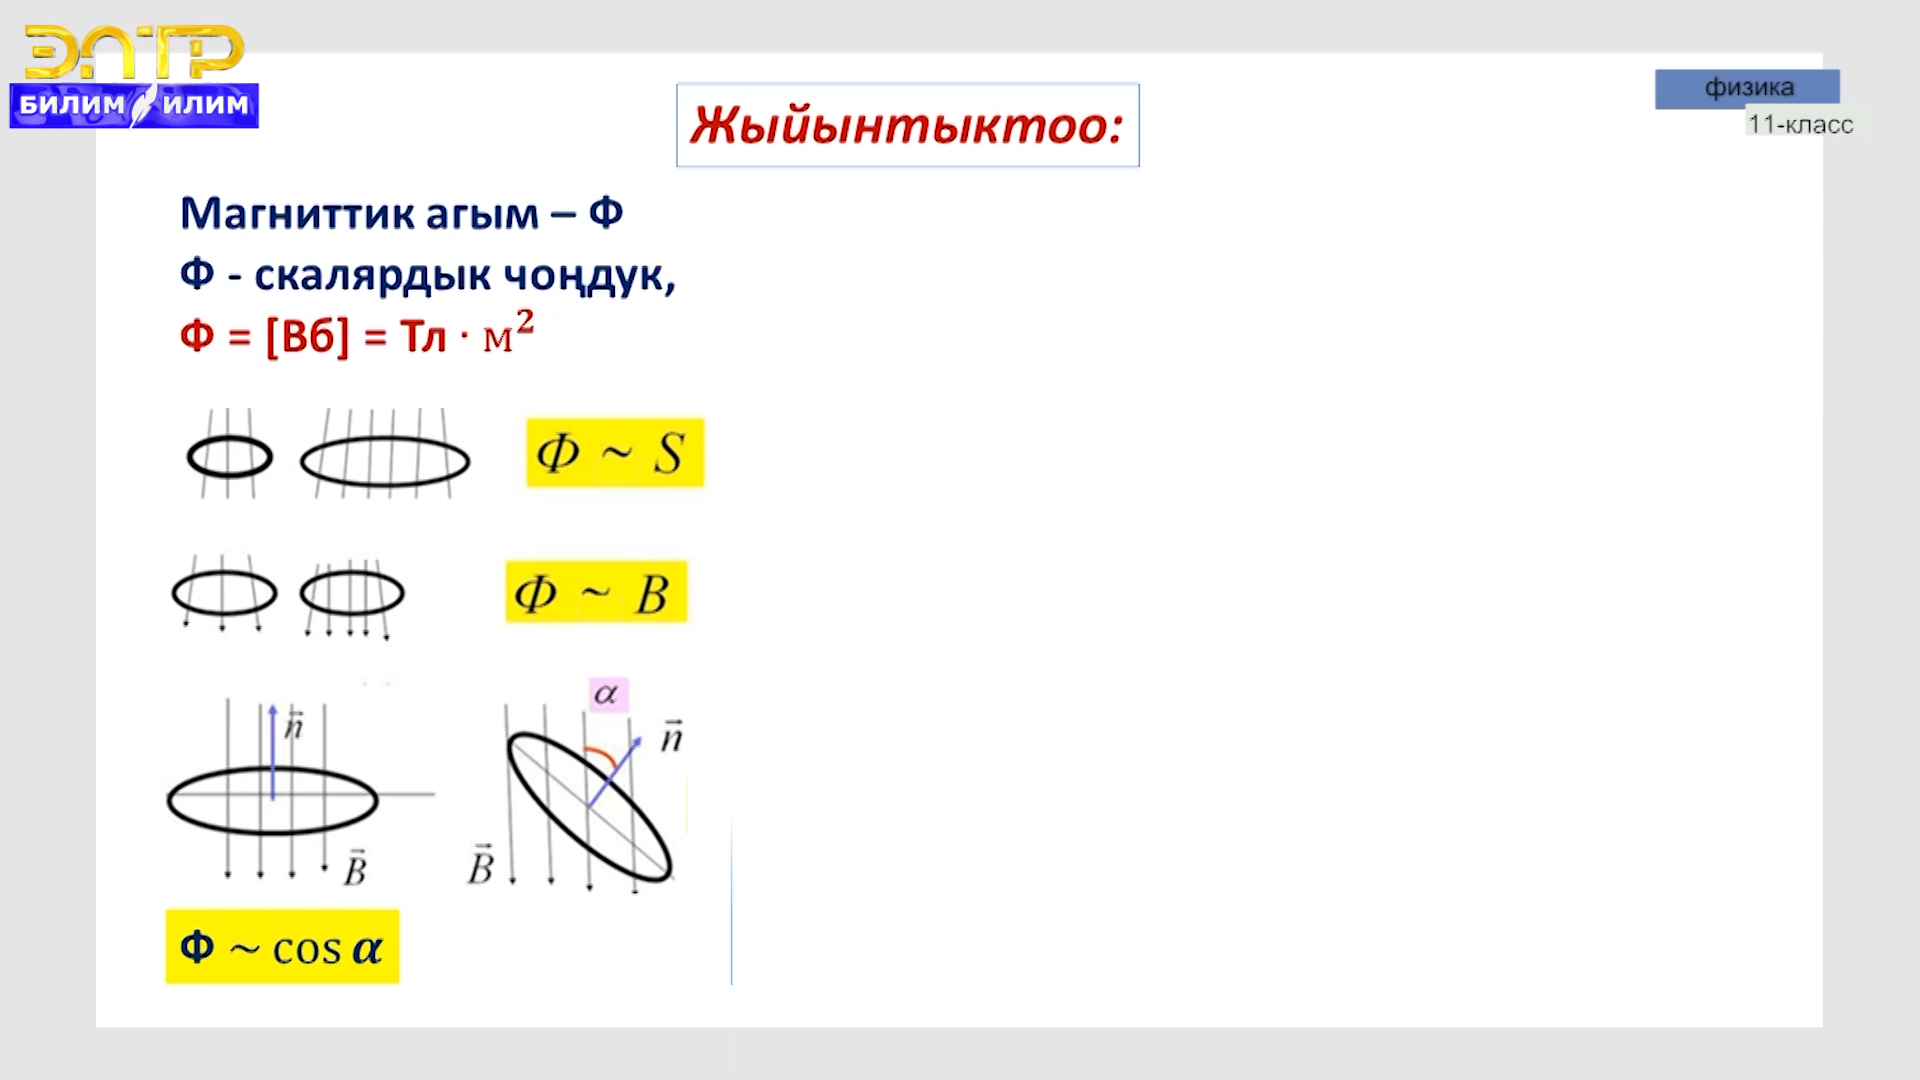 ЭЛТР
БИЛИМ ИЛИМ
физика
11-класс
Жыйынтыктоо:
Магниттик агым – Ф
Ф - скалярдык чоңдук,
Ф = [Вб] = Тл · м²
Φ ~ S
Φ ~ B
n⃗
B⃗
α
n⃗
B⃗
Ф ~ cos α